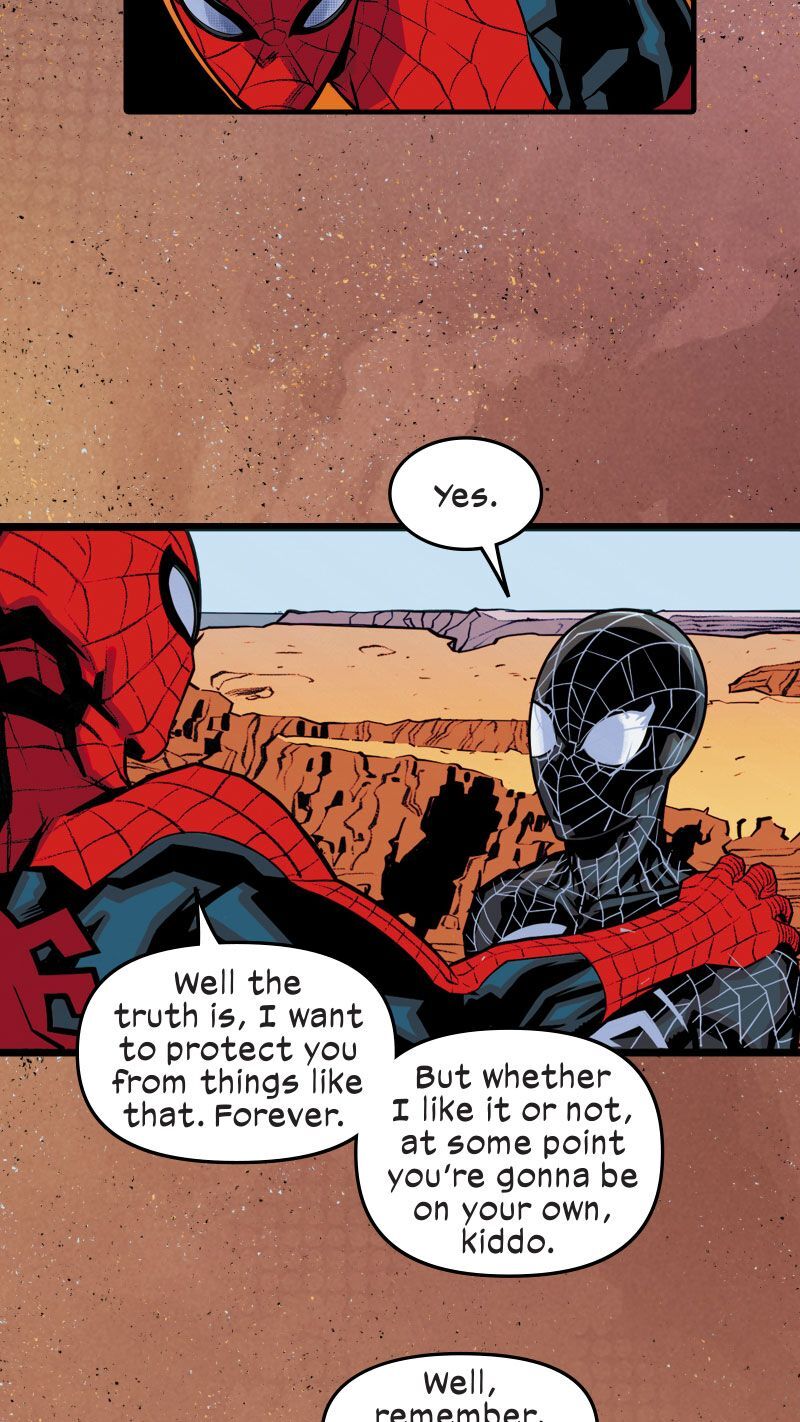 Yes.
Well the
truth is, I want
to protect you
from things like
that. Forever.
But whether
I like it or not,
at some point
you're gonna be
on your own,
kiddo.
Well,
remember,